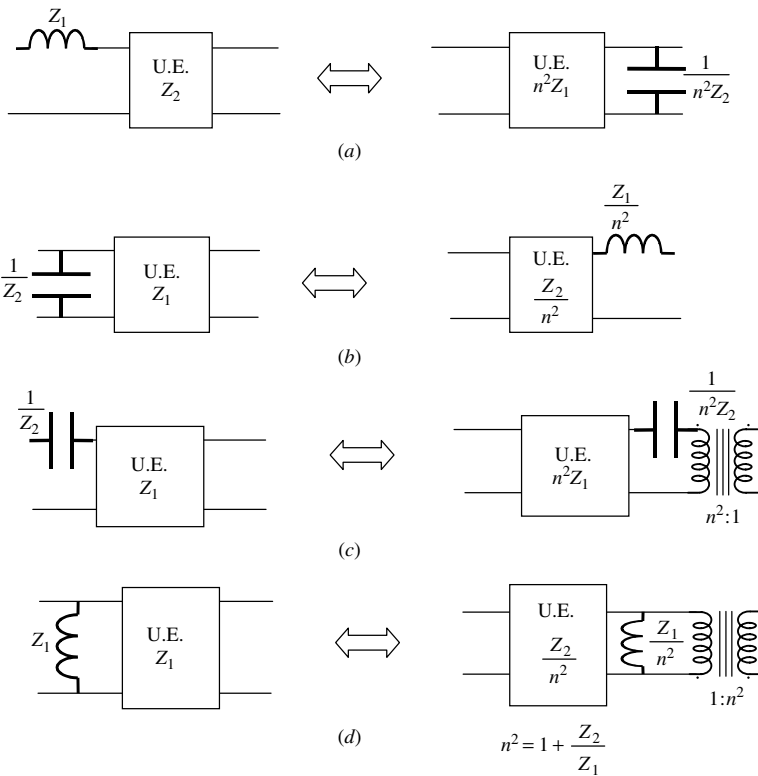 Z1
U.E.
Z2
U.E.
n²Z1
1/n²Z2
(a)
1/Z2
U.E.
Z1
U.E.
Z2/n²
Z1/n²
(b)
1/Z2
U.E.
Z1
U.E.
n²Z1
1/n²Z2
n²:1
(c)
Z1
U.E.
Z1
U.E.
Z2/n²
Z1/n²
1:n²
(d)
n² = 1 + Z2/Z1